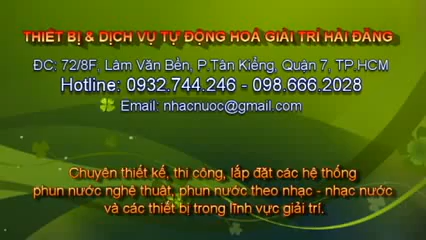 THIẾT BỊ & DỊCH VỤ TỰ ĐỘNG HOÁ GIẢI TRÍ HẢI ĐĂNG
ĐC: 72/8F, Lâm Văn Bền, P.Tân Kiểng, Quận 7, TP.HCM
Hotline: 0932.744.246 - 098.666.2028
Email: nhacnuoc@gmail.com
Chuyên thiết kế, thi công, lắp đặt các hệ thống
phun nước nghệ thuật, phun nước theo nhạc - nhạc nước
và các thiết bị trong lĩnh vực giải trí.